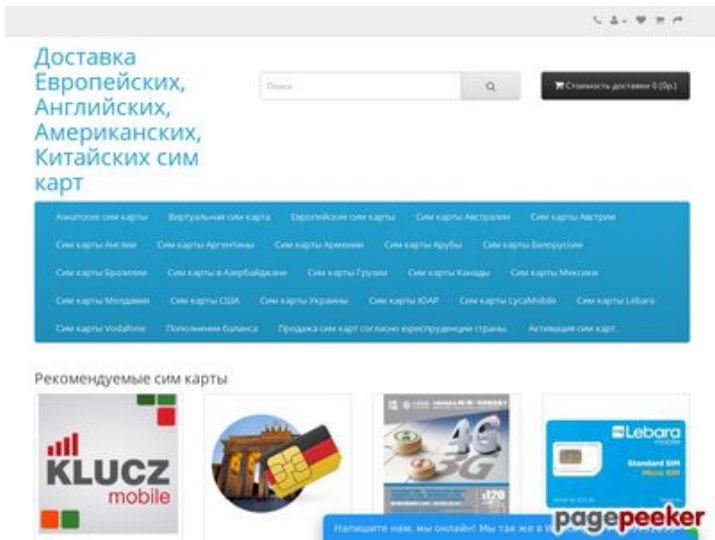 Доставка
Европейских,
Английских,
Американских,
Китайских сим
карт
Поиск
Стоимость доставки 0 (0р.)
Азиатские сим карты Виртуальная сим карта Европейские сим карты Сим карты Австралии Сим карты Австрии
Сим карты Англии Сим карты Аргентины Сим карты Армении Сим карты Арубы Сим карты Белоруссии
Сим карты Бразилии Сим карты в Азербайджане Сим карты Грузии Сим карты Канады Сим карты Мексики
Сим карты Молдавии Сим карты США Сим карты Украины Сим карты ЮАР Сим карты LycaMobile Сим карты Lebara
Сим карты Vodafone Пополнение баланса Продажа сим карт согласно юриспруденции страны. Активация сим карт.
Рекомендуемые сим карты
KLUCZ
mobile
4G
3G
$170
Lebara
mobile
Standard SIM
Micro SIM
Напишите нам, мы онлайн! Мы так же в
pagepeeker